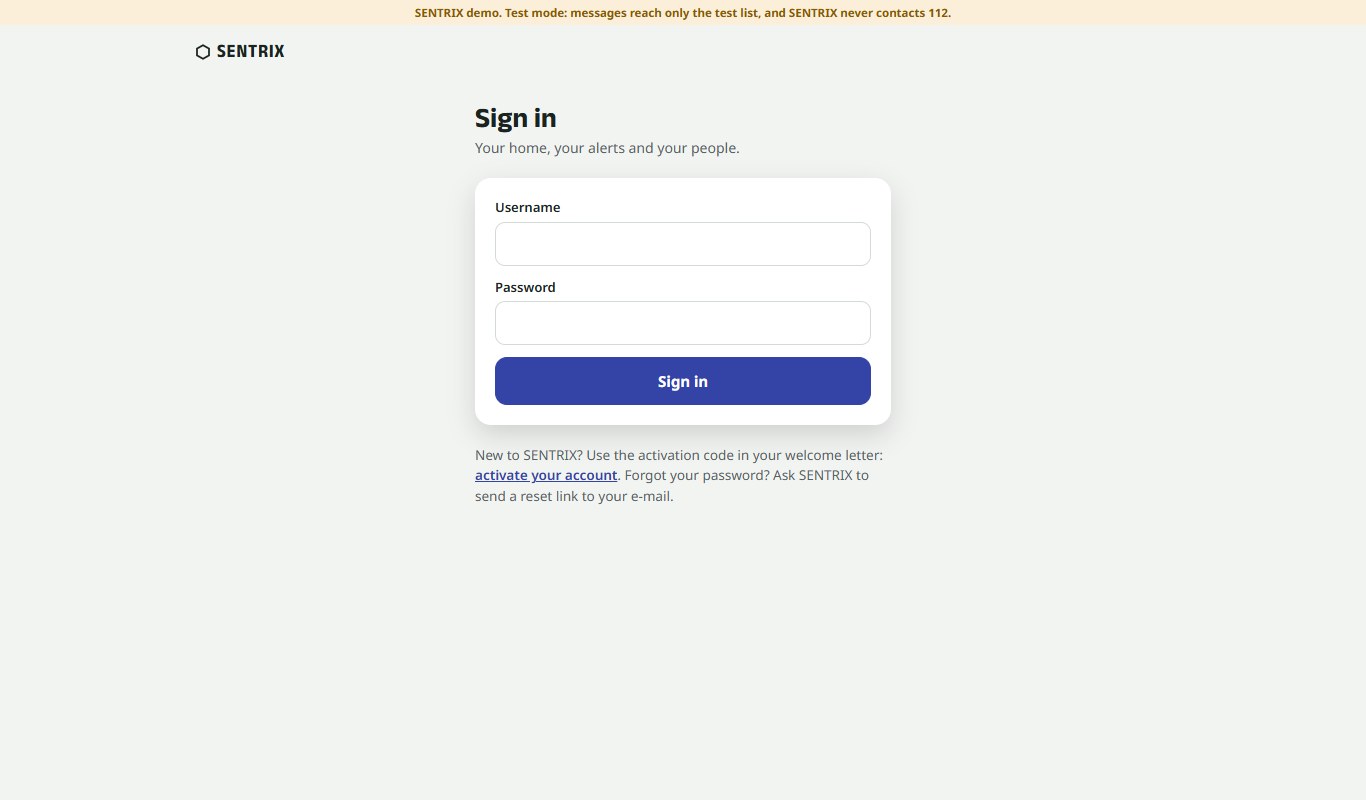 SENTRIX demo. Test mode: messages reach only the test list, and SENTRIX never contacts 112.
SENTRIX
Sign in
Your home, your alerts and your people.
Username
Password
Sign in
New to SENTRIX? Use the activation code in your welcome letter:
activate your account. Forgot your password? Ask SENTRIX to
send a reset link to your e-mail.